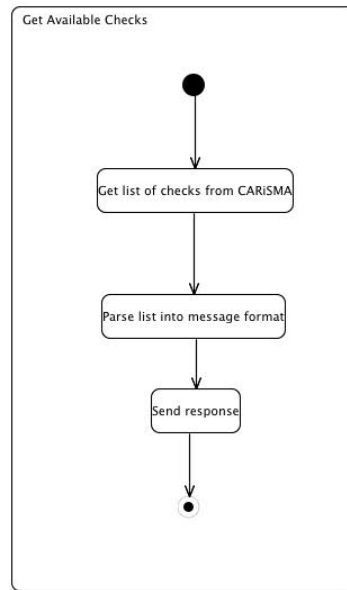 Get Available Checks
Get list of checks from CARiSMA
Parse list into message format
Send response